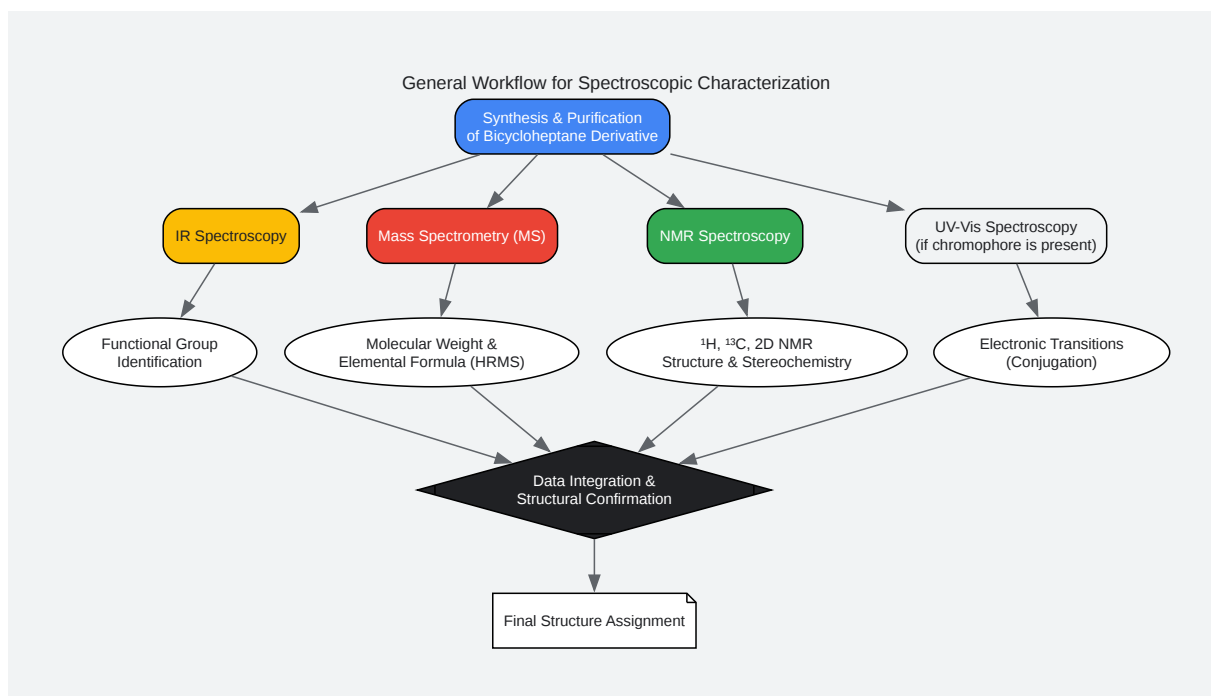 General Workflow for Spectroscopic Characterization
Synthesis & Purification
of Bicycloheptane Derivative
IR Spectroscopy
Mass Spectrometry (MS)
NMR Spectroscopy
UV-Vis Spectroscopy
(if chromophore is present)
Functional Group
Identification
Molecular Weight &
Elemental Formula (HRMS)
¹H, ¹³C, 2D NMR
Structure & Stereochemistry
Electronic Transitions
(Conjugation)
Data Integration &
Structural Confirmation
Final Structure Assignment